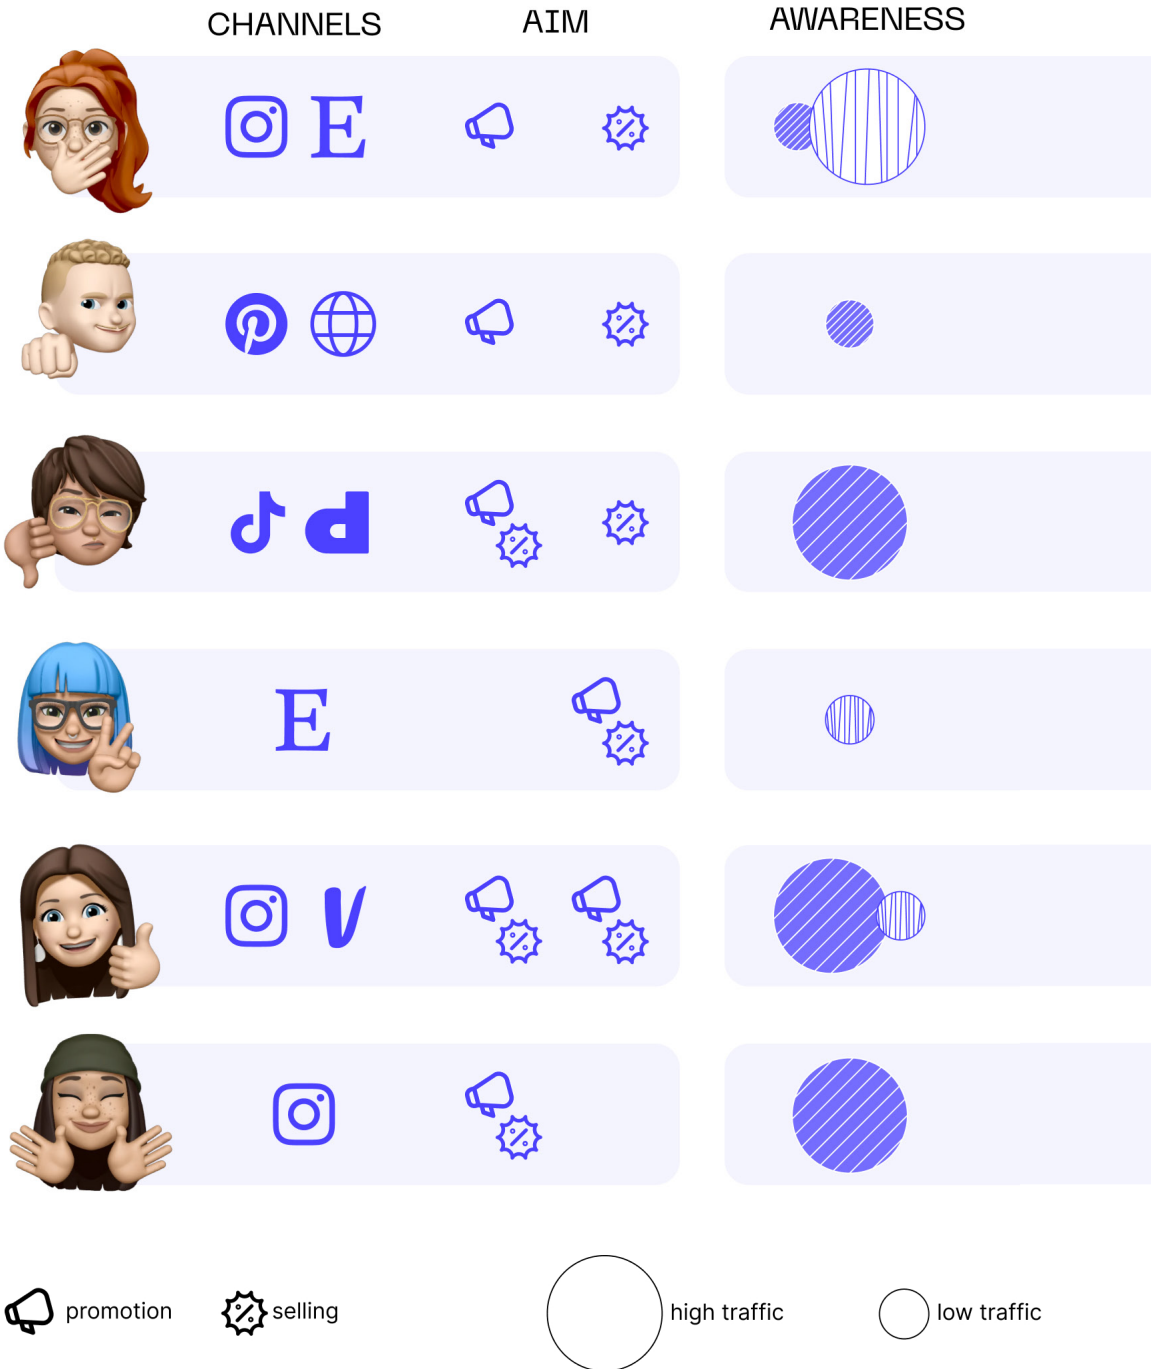 CHANNELS AIM AWARENESS
E
E
promotion selling high traffic low traffic